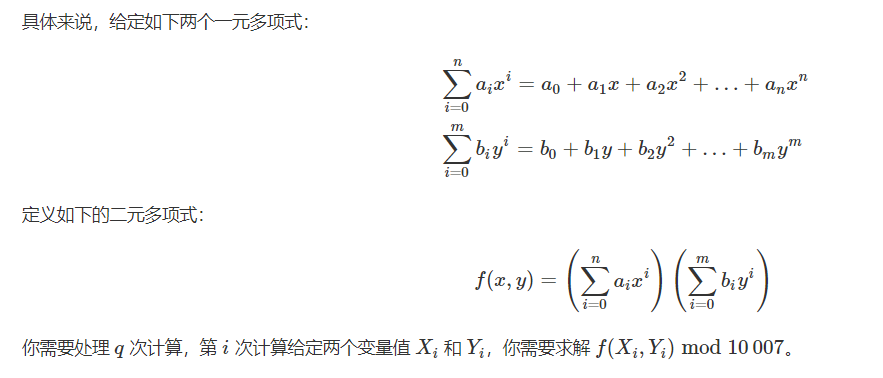 具体来说，给定如下两个一元多项式：
$$\sum_{i=0}^{n} a_i x^i = a_0 + a_1 x + a_2 x^2 + \ldots + a_n x^n$$
$$\sum_{i=0}^{m} b_i y^i = b_0 + b_1 y + b_2 y^2 + \ldots + b_m y^m$$
定义如下的二元多项式：
$$f(x, y) = \left( \sum_{i=0}^{n} a_i x^i \right) \left( \sum_{i=0}^{m} b_i y^i \right)$$
你需要处理 $q$ 次计算，第 $i$ 次计算给定两个变量值 $X_i$ 和 $Y_i$，你需要求解 $f(X_i, Y_i) \bmod 10\,007$。